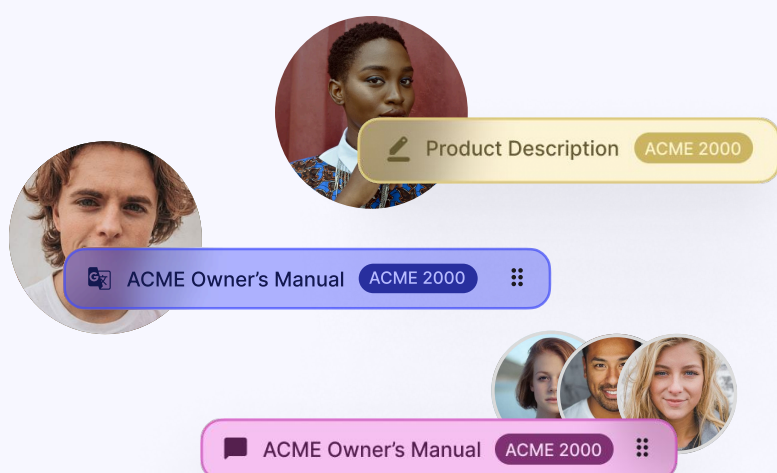 Product Description ACME 2000
ACME Owner’s Manual ACME 2000
ACME Owner’s Manual ACME 2000